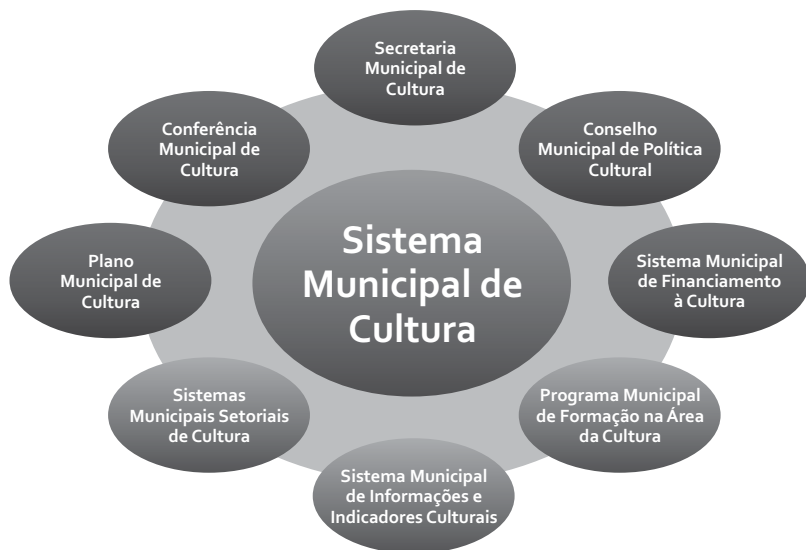 Secretaria
Municipal de
Cultura
Conferência
Municipal de
Cultura
Conselho
Municipal de Política
Cultural
Plano
Municipal de
Cultura
Sistema
Municipal de
Cultura
Sistema Municipal
de Financiamento
à Cultura
Sistemas
Municipais Setoriais
de Cultura
Programa Municipal
de Formação na Área
da Cultura
Sistema Municipal
de Informações e
Indicadores Culturais